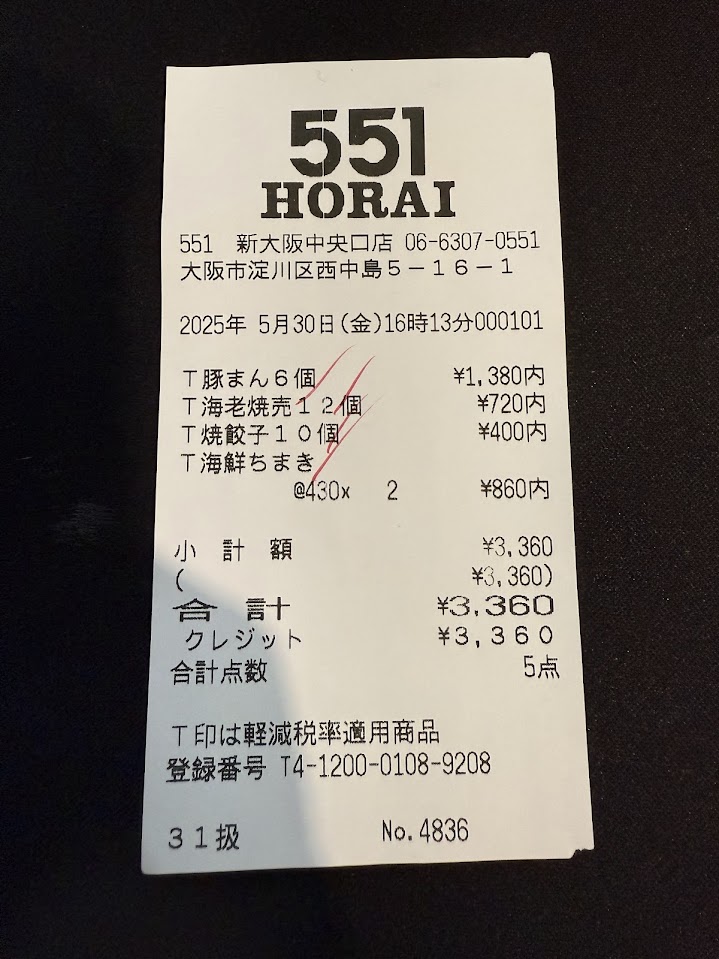 551
HORAI
551 新大阪中央口店 06-6307-0551
大阪市淀川区西中島5-16-1
2025年 5月30日(金)16時13分000101
T豚まん6個 ¥1,380内
T海老焼売12個 ¥720内
T焼餃子10個 ¥400内
T海鮮ちまき
@430x 2 ¥860内
小計額 ¥3,360
( ¥3,360)
合計 ¥3,360
クレジット ¥3,360
合計点数 5点
T印は軽減税率適用商品
登録番号 T4-1200-0108-9208
31扱 No.4836